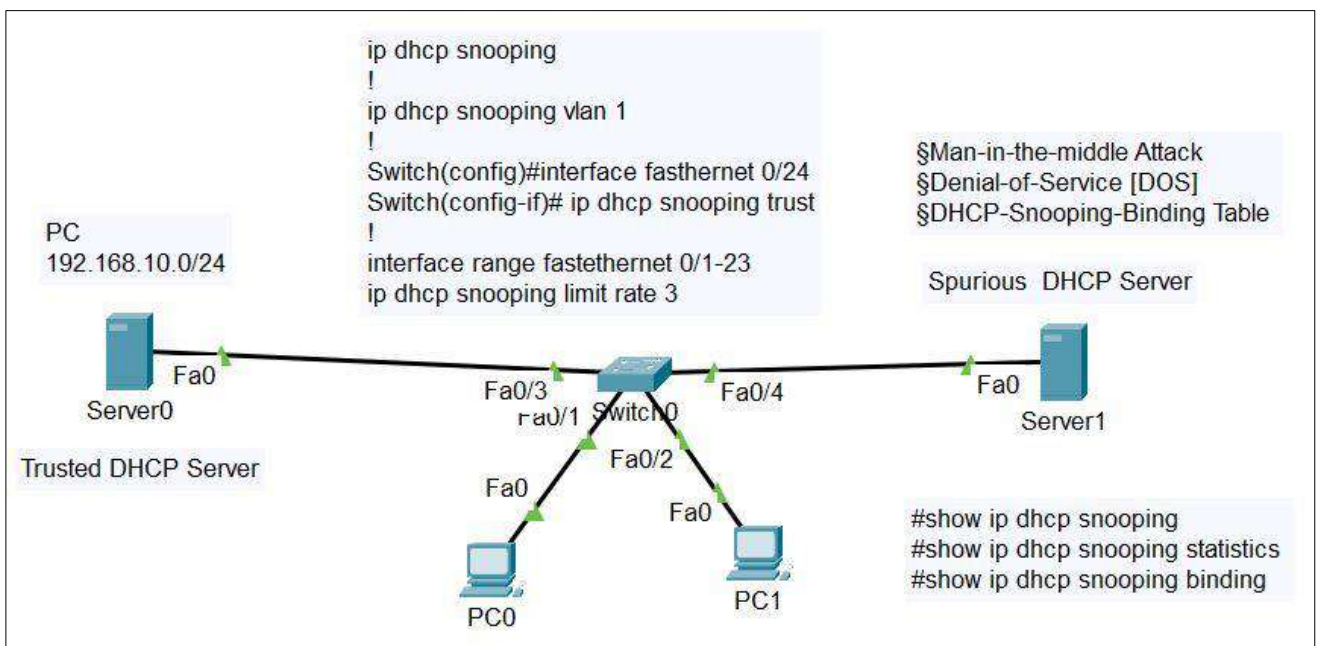 ip dhcp snooping
!
ip dhcp snooping vlan 1
!
Switch(config)#interface fasthernet 0/24
Switch(config-if)# ip dhcp snooping trust
!
interface range fastethernet 0/1-23
ip dhcp snooping limit rate 3
§Man-in-the-middle Attack
§Denial-of-Service [DOS]
§DHCP-Snooping-Binding Table
PC
192.168.10.0/24
Spurious DHCP Server
Fa0
Server0
Trusted DHCP Server
Fa0/3
Fa0/1
Switch0
Fa0/4
Fa0/2
Fa0
Server1
Fa0
PC0
Fa0
PC1
#show ip dhcp snooping
#show ip dhcp snooping statistics
#show ip dhcp snooping binding